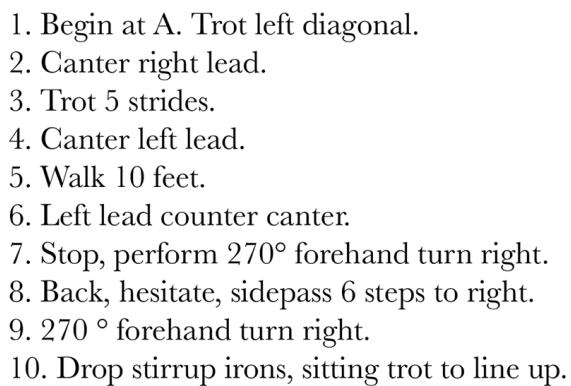 1. Begin at A. Trot left diagonal.
2. Canter right lead.
3. Trot 5 strides.
4. Canter left lead.
5. Walk 10 feet.
6. Left lead counter canter.
7. Stop, perform 270° forehand turn right.
8. Back, hesitate, sidepass 6 steps to right.
9. 270 ° forehand turn right.
10. Drop stirrup irons, sitting trot to line up.